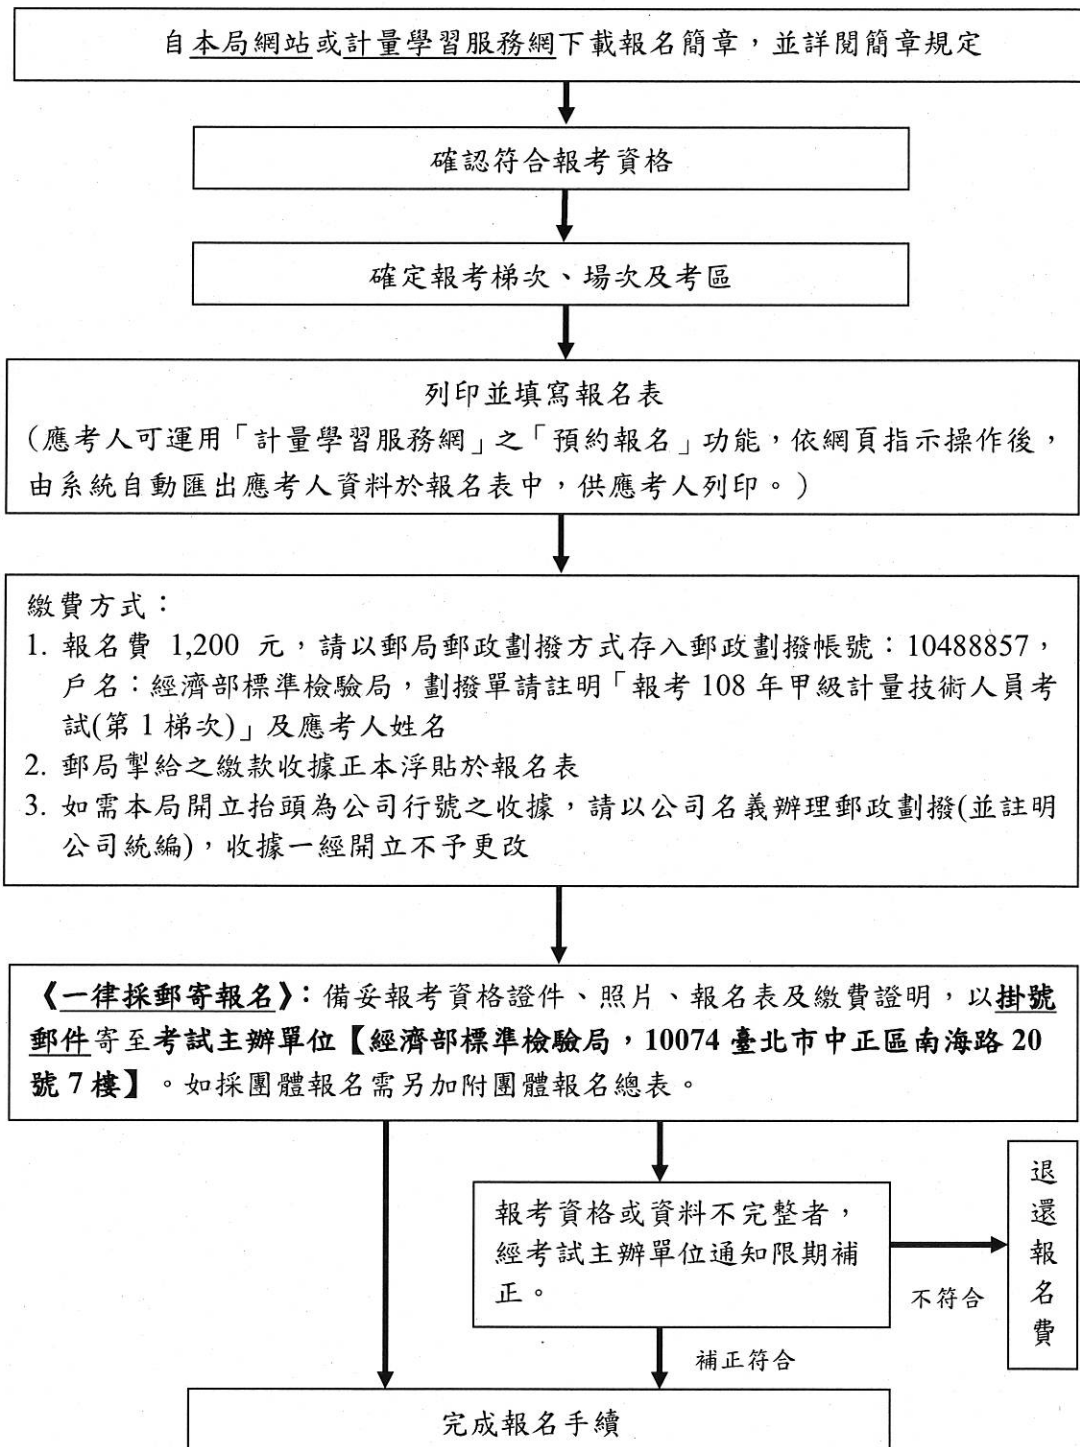 自本局網站或計量學習服務網下載報名簡章，並詳閱簡章規定
確認符合報考資格
確定報考梯次、場次及考區
列印並填寫報名表
（應考人可運用「計量學習服務網」之「預約報名」功能，依網頁指示操作後，
由系統自動匯出應考人資料於報名表中，供應考人列印。）
繳費方式：
1. 報名費 1,200 元，請以郵局郵政劃撥方式存入郵政劃撥帳號：10488857，
戶名：經濟部標準檢驗局，劃撥單請註明「報考 108 年甲級計量技術人員考
試(第 1 梯次)」及應考人姓名
2. 郵局掣給之繳款收據正本浮貼於報名表
3. 如需本局開立抬頭為公司行號之收據，請以公司名義辦理郵政劃撥(並註明
公司統編)，收據一經開立不予更改
《一律採郵寄報名》：備妥報考資格證件、照片、報名表及繳費證明，以掛號
郵件寄至考試主辦單位【經濟部標準檢驗局，10074 臺北市中正區南海路 20
號 7 樓】。如採團體報名需另加附團體報名總表。
報考資格或資料不完整者，
經考試主辦單位通知限期補
正。
不符合
退還報名費
補正符合
完成報名手續